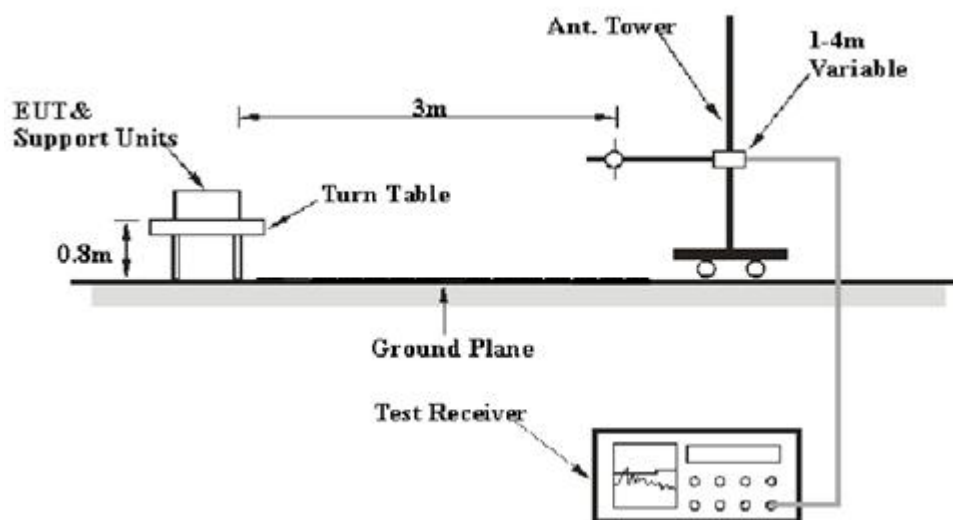 Ant. Tower
1-4m
Variable
3m
EUT&
Support Units
Turn Table
0.8m
Ground Plane
Test Receiver